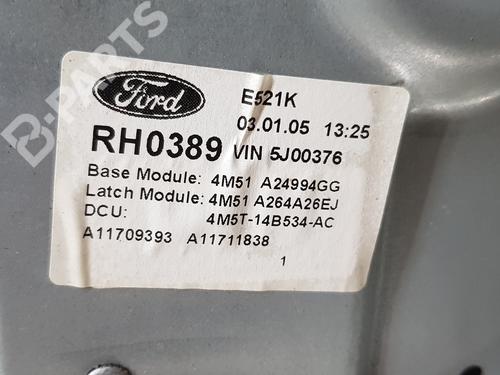 Ford
E521K
03.01.05 13:25
RH0389 VIN 5J00376
Base Module: 4M51 A24994GG
Latch Module: 4M51 A264A26EJ
DCU: 4M5T-14B534-AC
A11709393 A11711838
1
B-PARTS